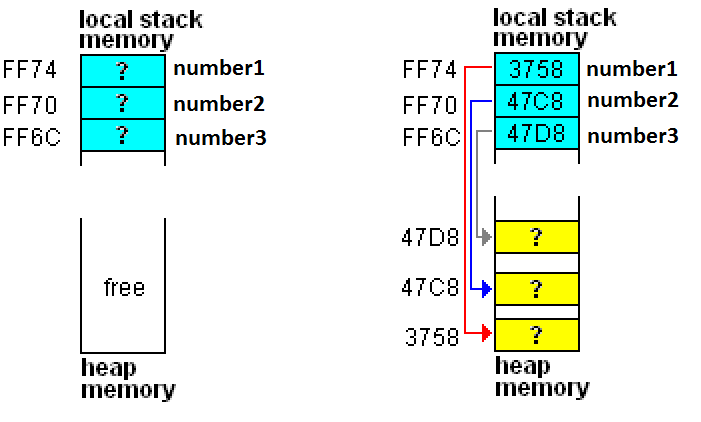 local stack
memory
FF74 ? number1
FF70 ? number2
FF6C ? number3
free
heap
memory
local stack
memory
FF74 3758 number1
FF70 47C8 number2
FF6C 47D8 number3
47D8 ?
47C8 ?
3758 ?
heap
memory